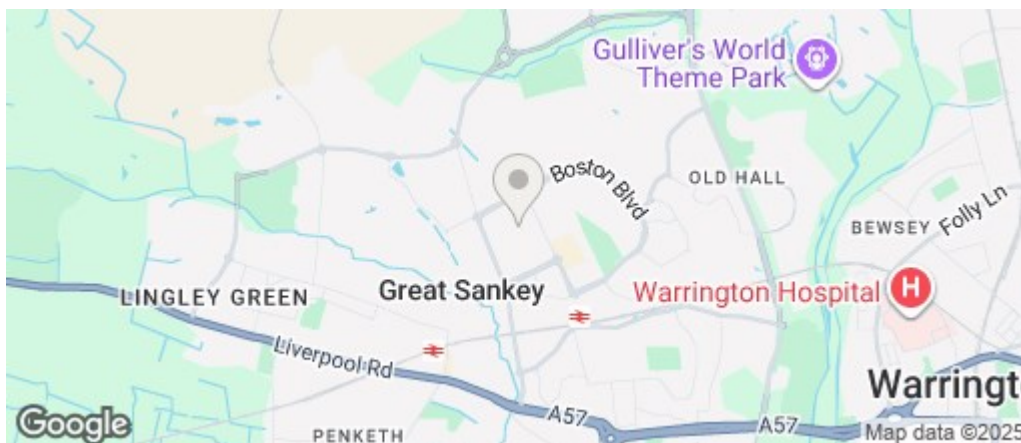 Gulliver's World
Theme Park
Boston Blvd
OLD HALL
Folly Ln
BEWSEY
Great Sankey
Warrington Hospital
H
LINGLEY GREEN
Liverpool Rd
Warringt
A57
A57
PENKETH
Google
Map data ©2025